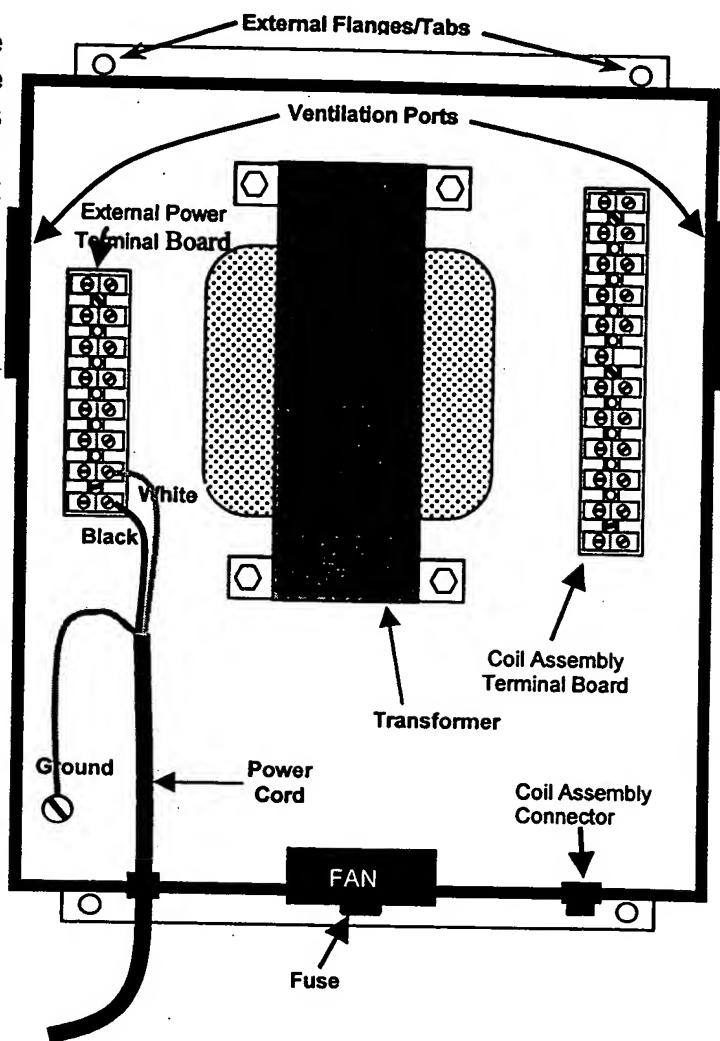 External Flanges/Tabs
Ventilation Ports
External Power
Terminal Board
White
Black
Coil Assembly
Terminal Board
Transformer
Ground
Power
Cord
Coil Assembly
Connector
FAN
Fuse